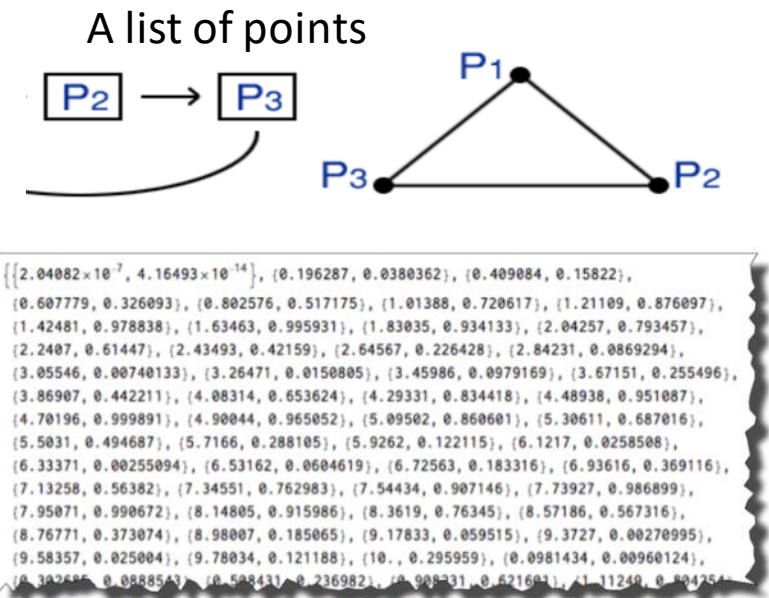 A list of points
P2 → P3
P1
P3 P2
{{2.04082×10^-7, 4.16493×10^-14}, {0.196287, 0.0380362}, {0.409084, 0.15822},
{0.607779, 0.326093}, {0.802576, 0.517175}, {1.01388, 0.720617}, {1.21109, 0.876097},
{1.42481, 0.978838}, {1.63463, 0.995931}, {1.83035, 0.934133}, {2.04257, 0.793457},
{2.2407, 0.61447}, {2.43493, 0.42159}, {2.64567, 0.226428}, {2.84231, 0.0869294},
{3.05546, 0.00740133}, {3.26471, 0.0150805}, {3.45986, 0.0979169}, {3.67151, 0.255496},
{3.86907, 0.442211}, {4.08314, 0.653624}, {4.29331, 0.834418}, {4.48938, 0.951087},
{4.70196, 0.999891}, {4.90044, 0.965052}, {5.09502, 0.860601}, {5.30611, 0.687016},
{5.5031, 0.494687}, {5.7166, 0.288105}, {5.9262, 0.122115}, {6.1217, 0.0258508},
{6.33371, 0.00255094}, {6.53162, 0.0604619}, {6.72563, 0.183316}, {6.93616, 0.369116},
{7.13258, 0.56382}, {7.34551, 0.762983}, {7.54434, 0.907146}, {7.73927, 0.986899},
{7.95071, 0.990672}, {8.14805, 0.915986}, {8.3619, 0.76345}, {8.57186, 0.567316},
{8.76771, 0.373074}, {8.98007, 0.185065}, {9.17833, 0.059515}, {9.3727, 0.00270995},
{9.58357, 0.025004}, {9.78034, 0.121188}, {10., 0.295959}, {0.0981434, 0.00960124},